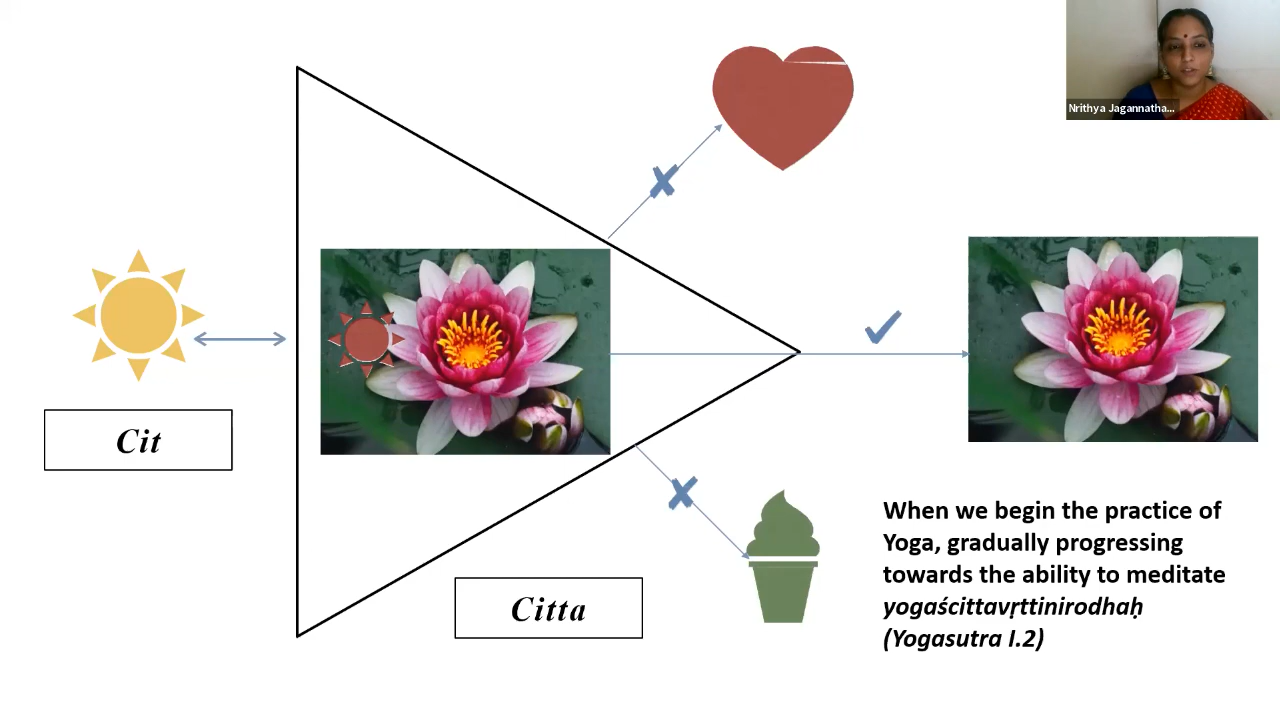 Nrithya Jagannatha...
Cit
Citta
When we begin the practice of
Yoga, gradually progressing
towards the ability to meditate
yogaścittavṛttinirodhaḥ
(Yogasutra I.2)